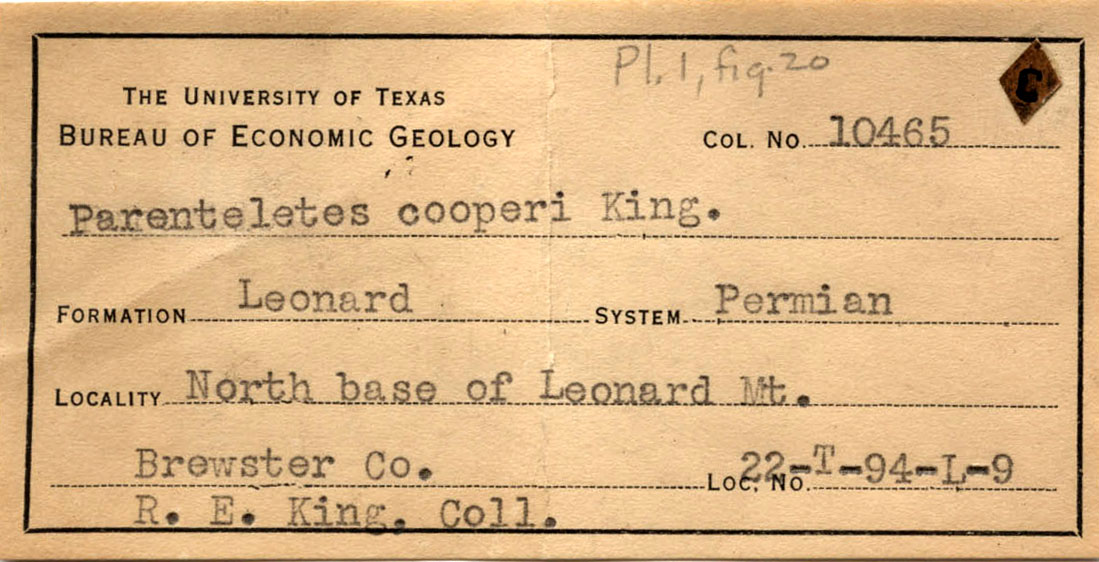 Pl. 1, fig. 20
C
THE UNIVERSITY OF TEXAS
BUREAU OF ECONOMIC GEOLOGY
COL. NO. 10465
Parenteletes cooperi King.
FORMATION Leonard SYSTEM Permian
LOCALITY North base of Leonard Mt.
Brewster Co. LOC. NO. 22-T-94-L-9
R. E. King, Coll.